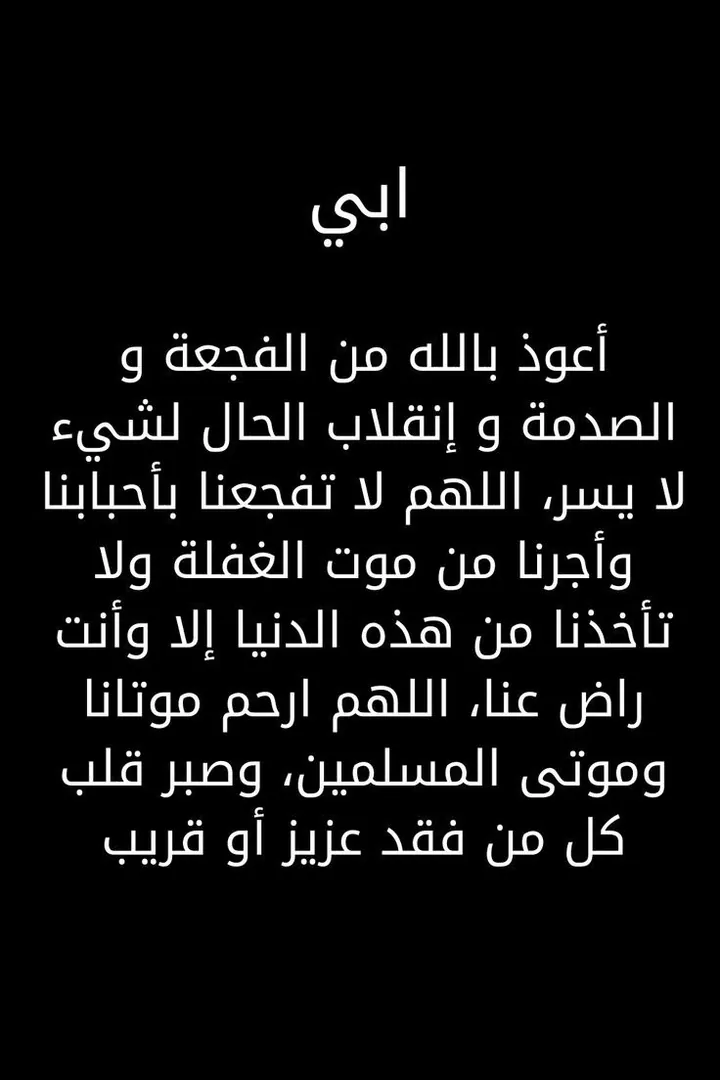 ابي
أعوذ بالله من الفجعة و
الصدمة و إنقلاب الحال لشيء
لا يسر، اللهم لا تفجعنا بأحبابنا
وأجرنا من موت الغفلة ولا
تأخذنا من هذه الدنيا إلا وأنت
راض عنا، اللهم ارحم موتانا
وموتى المسلمين، وصبر قلب
كل من فقد عزيز أو قريب